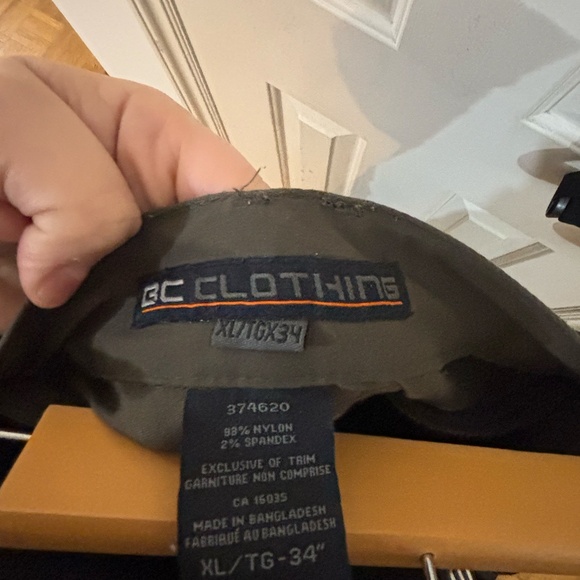 BC CLOTHING
XL/TGX34
374620
98% NYLON
2% SPANDEX
EXCLUSIVE OF TRIM
GARNITURE NON COMPRISE
CA 16035
MADE IN BANGLADESH
FABRIQUÉ AU BANGLADESH
XL/TG-34"